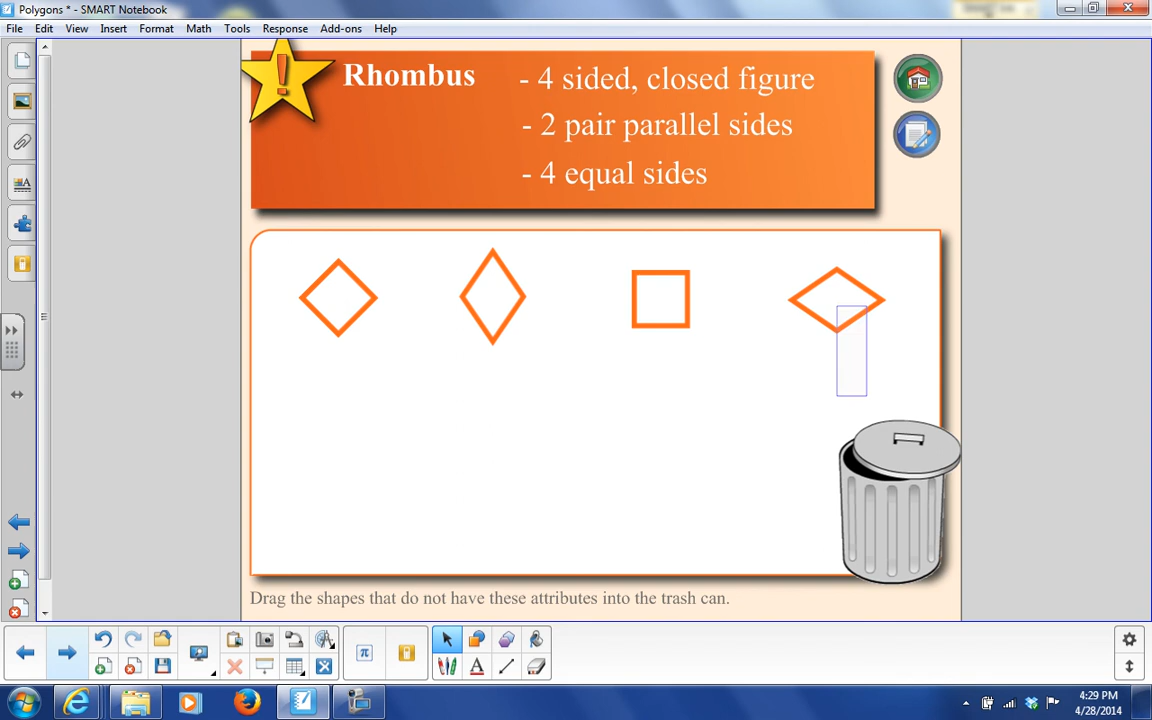 Polygons * - SMART Notebook
File Edit View Insert Format Math Tools Response Add-ons Help
Rhombus - 4 sided, closed figure
- 2 pair parallel sides
- 4 equal sides
Drag the shapes that do not have these attributes into the trash can.
4:29 PM
4/28/2014